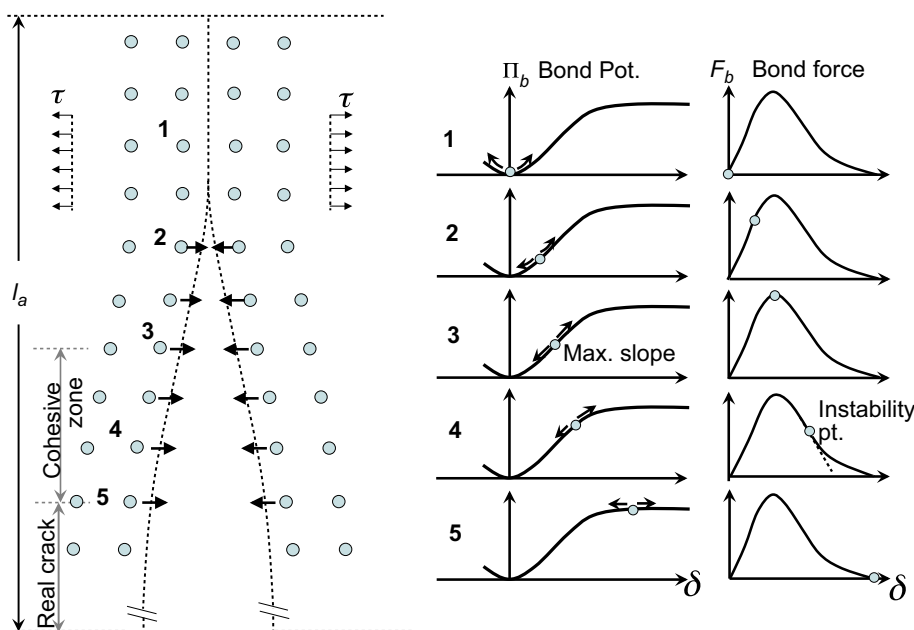 τ
τ
1
2
3
4
5
l_a
Cohesive
zone
Real crack
Π_b Bond Pot.
F_b Bond force
1
2
3
Max. slope
4
Instability
pt.
5
δ
δ